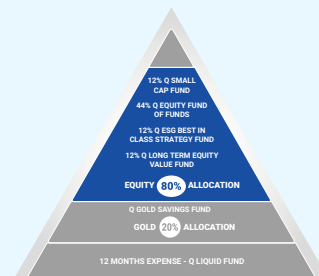 12% Q SMALL
CAP FUND
44% Q EQUITY FUND
OF FUNDS
12% Q ESG BEST IN
CLASS STRATEGY FUND
12% Q LONG TERM EQUITY
VALUE FUND
EQUITY 80% ALLOCATION
Q GOLD SAVINGS FUND
GOLD 20% ALLOCATION
12 MONTHS EXPENSE - Q LIQUID FUND